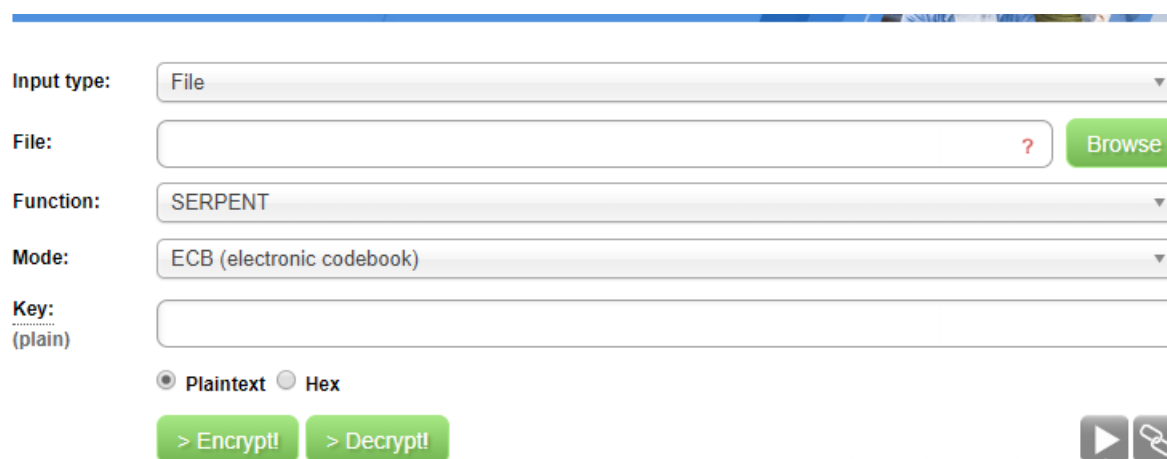 Input type: File
File: ? Browse
Function: SERPENT
Mode: ECB (electronic codebook)
Key:
(plain)
Plaintext Hex
> Encrypt! > Decrypt!